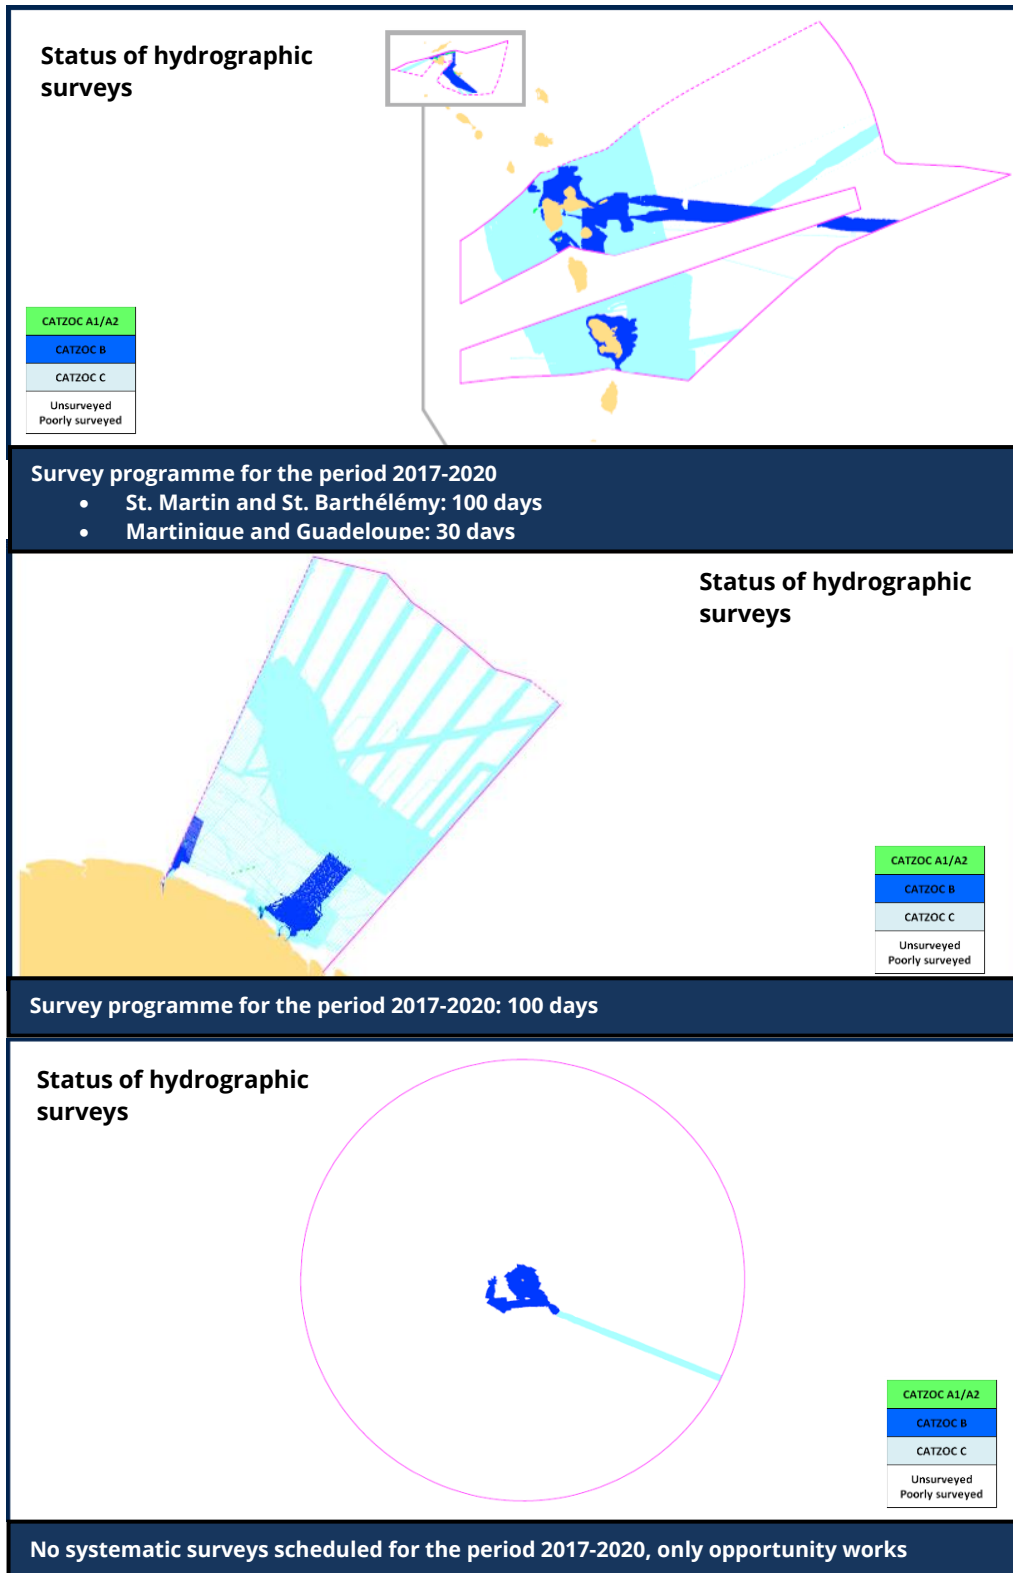 Status of hydrographic
surveys
CATZOC A1/A2
CATZOC B
CATZOC C
Unsurveyed
Poorly surveyed
Survey programme for the period 2017-2020
• St. Martin and St. Barthélémy: 100 days
• Martinique and Guadeloupe: 30 days
Status of hydrographic
surveys
CATZOC A1/A2
CATZOC B
CATZOC C
Unsurveyed
Poorly surveyed
Survey programme for the period 2017-2020: 100 days
Status of hydrographic
surveys
CATZOC A1/A2
CATZOC B
CATZOC C
Unsurveyed
Poorly surveyed
No systematic surveys scheduled for the period 2017-2020, only opportunity works